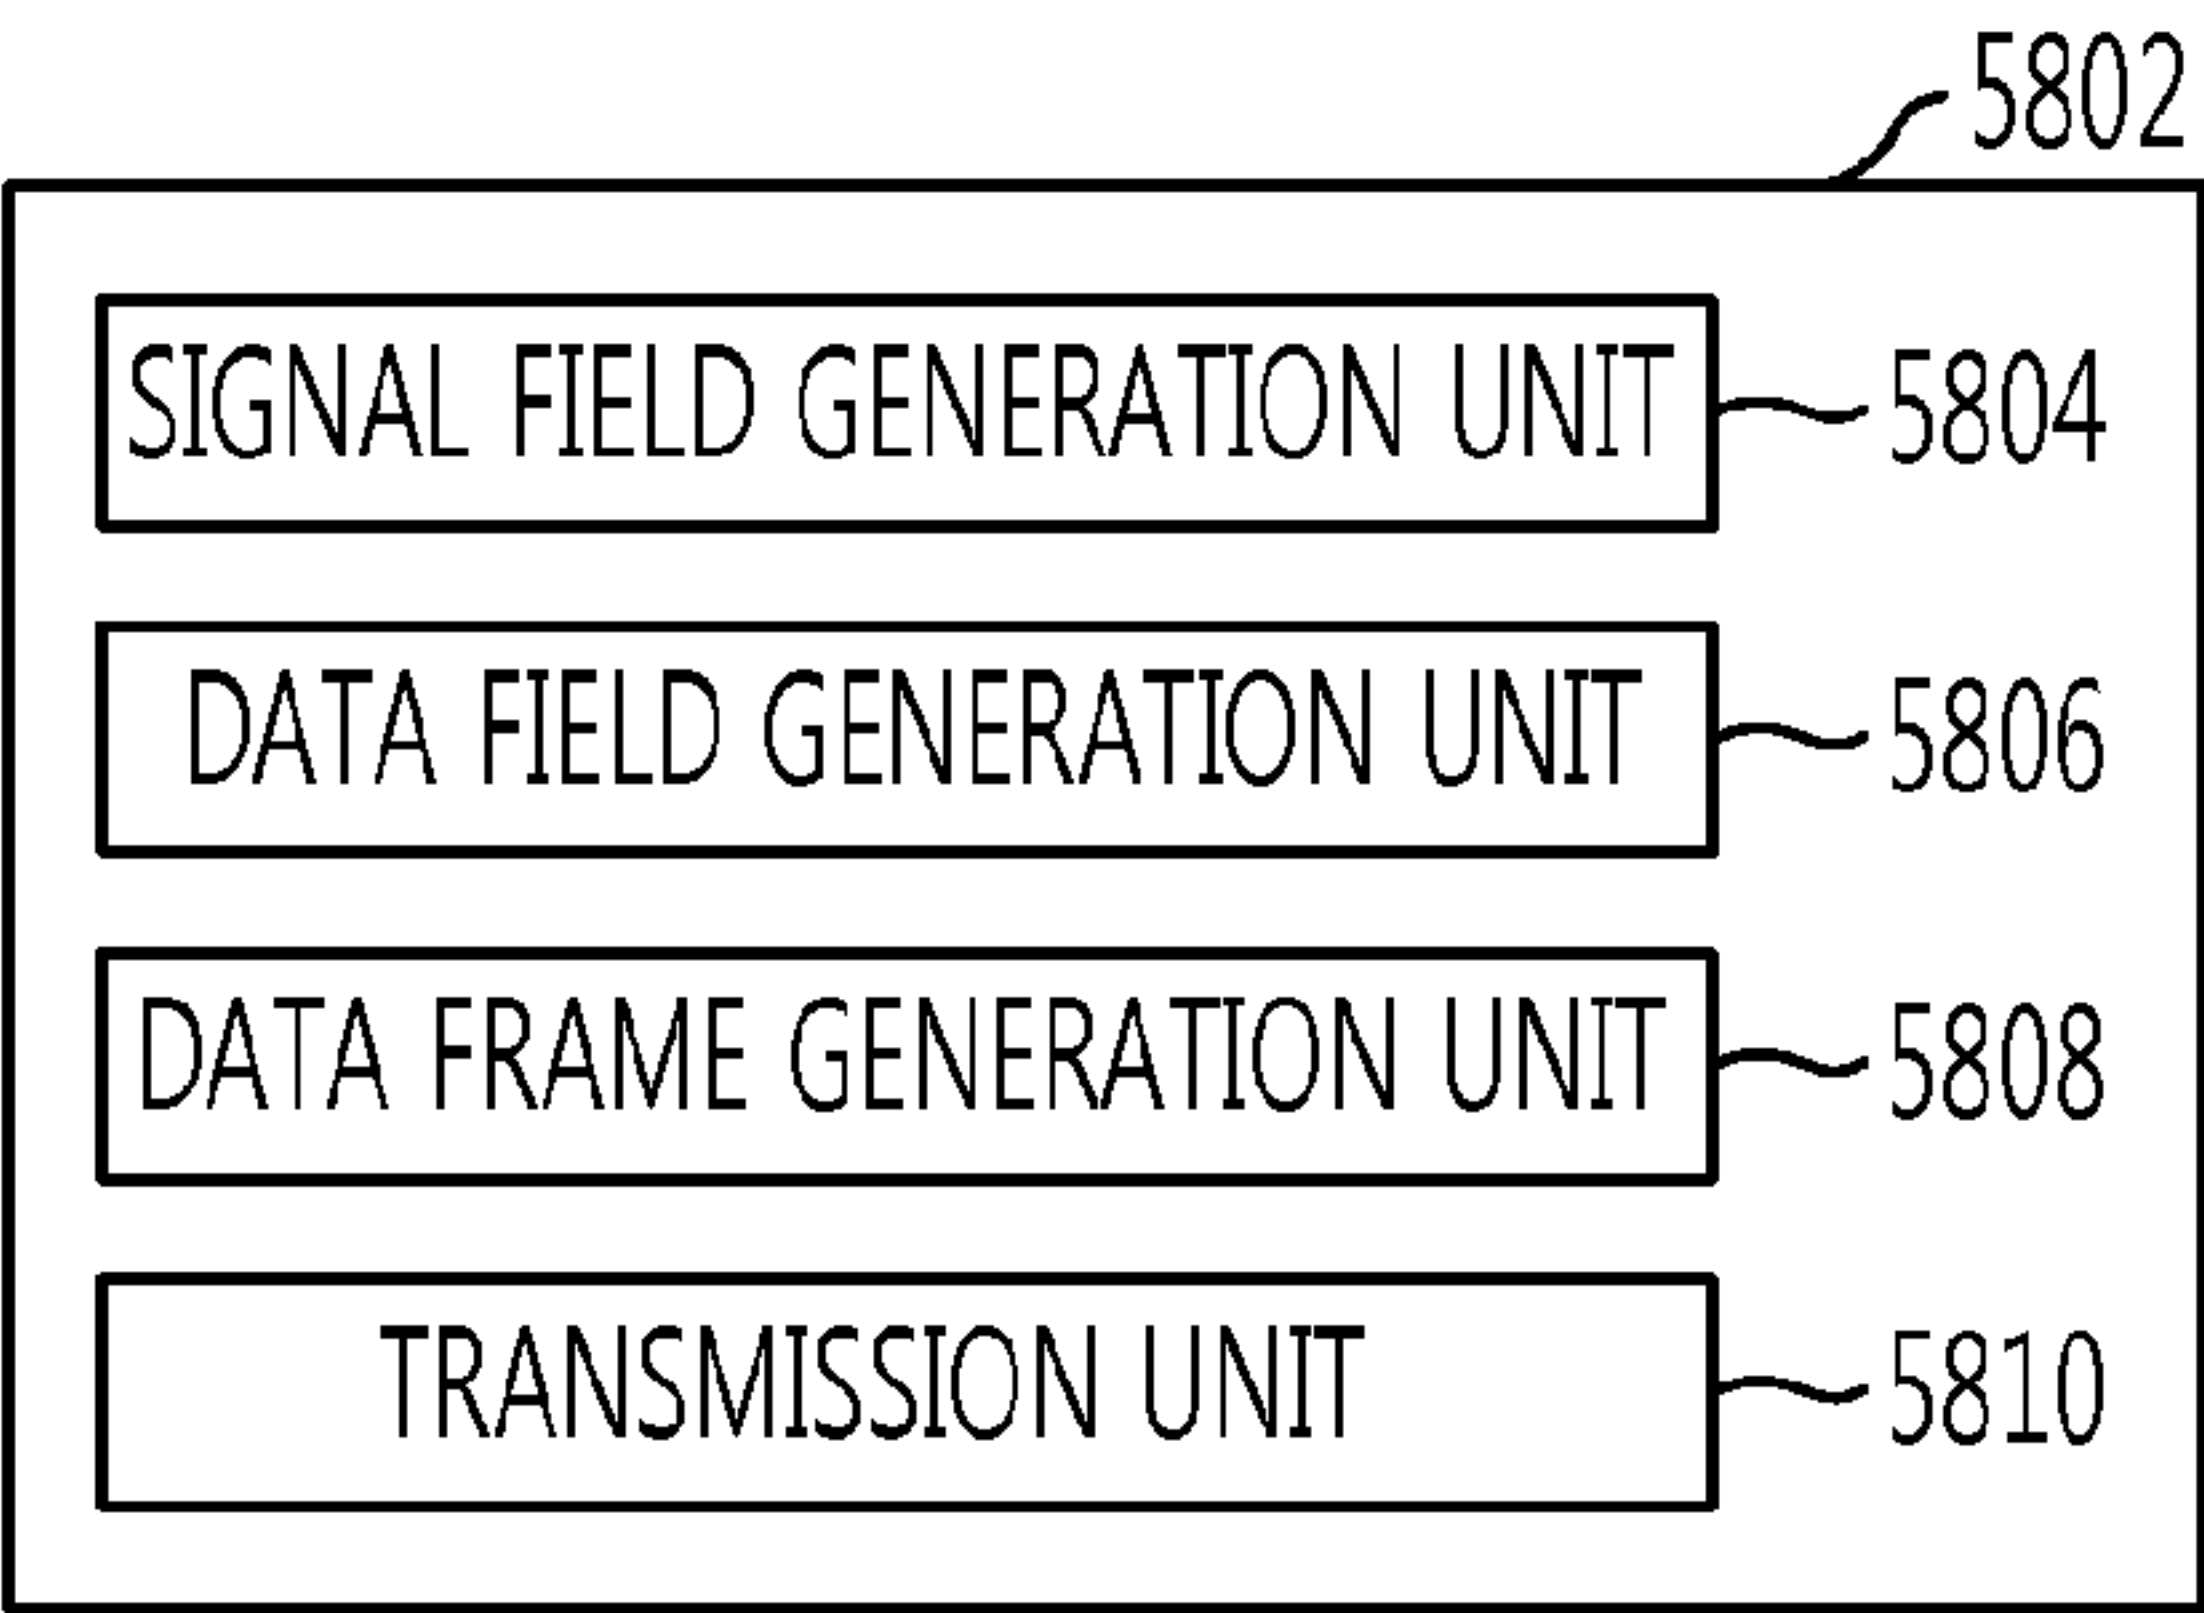 5802
SIGNAL FIELD GENERATION UNIT 5804
DATA FIELD GENERATION UNIT 5806
DATA FRAME GENERATION UNIT 5808
TRANSMISSION UNIT 5810